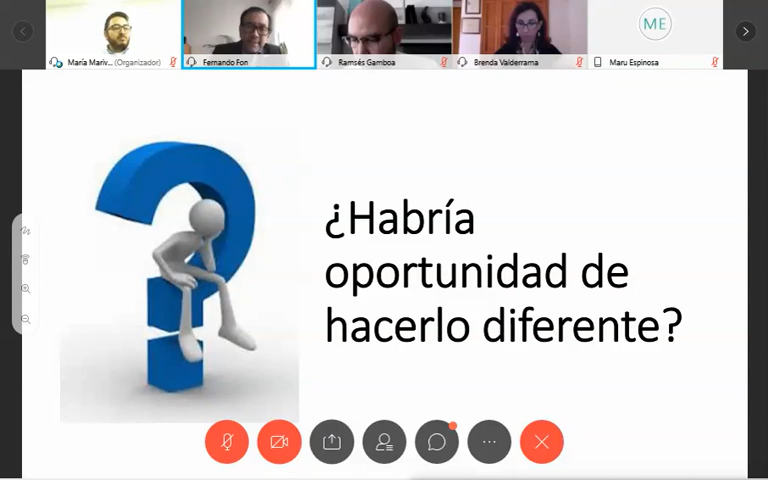 ME
María Mariv... (Organizador)
Fernando Fon
Ramsés Gamboa
Brenda Valderrama
Maru Espinosa
¿Habría
oportunidad de
hacerlo diferente?